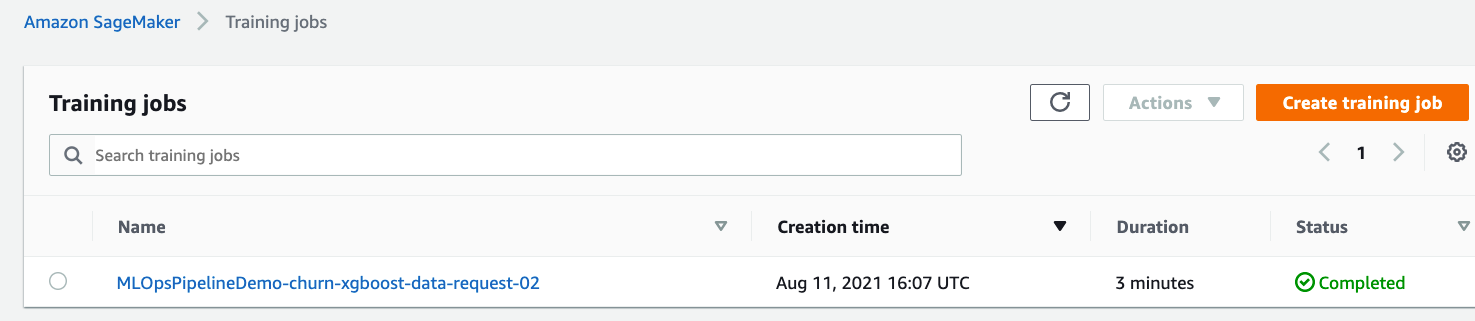 Amazon SageMaker > Training jobs
Training jobs
Actions
Create training job
Search training jobs
1
Name Creation time Duration Status
MLOpsPipelineDemo-churn-xgboost-data-request-02 Aug 11, 2021 16:07 UTC 3 minutes Completed